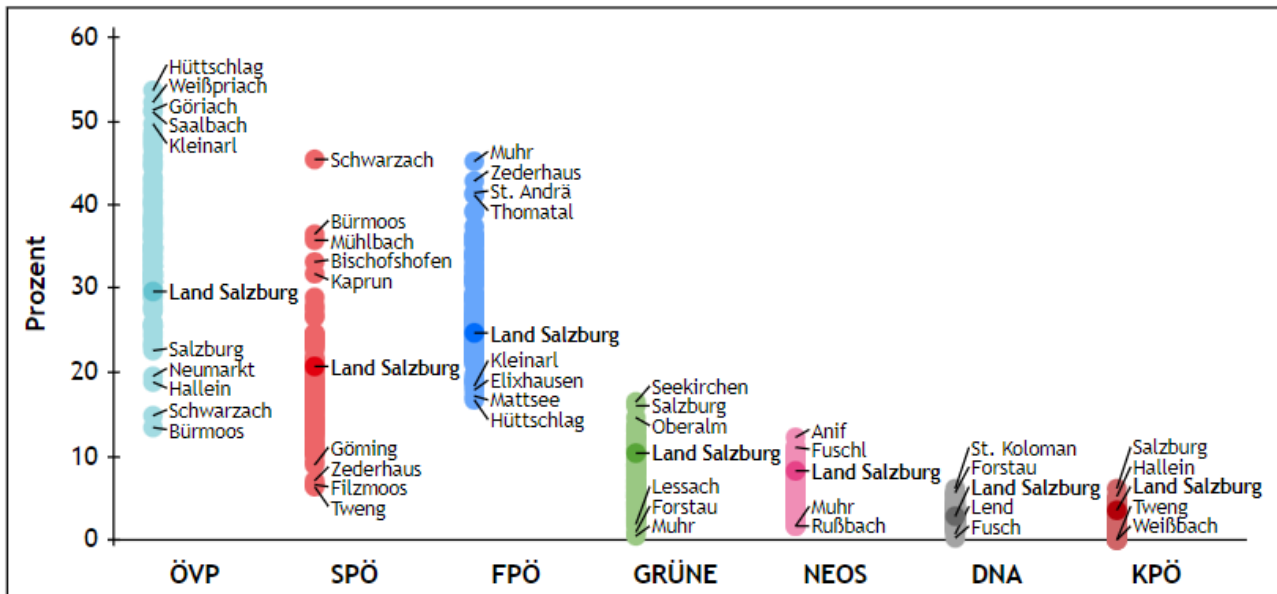 60
50
40
30
20
10
0
Prozent
Hüttschlag
Weißpriach
Göriach
Saalbach
Kleinarl
Land Salzburg
Salzburg
Neumarkt
Hallein
Schwarzach
Bürmoos
Schwarzach
Bürmoos
Mühlbach
Bischofshofen
Kaprun
Land Salzburg
Göming
Zederhaus
Filzmoos
Tweng
Muhr
Zederhaus
St. Andrä
Thomatal
Land Salzburg
Kleinarl
Elixhausen
Mattsee
Hüttschlag
Seekirchen
Salzburg
Oberalm
Land Salzburg
Lessach
Forstau
Muhr
Anif
Fuschl
Land Salzburg
Muhr
Rußbach
St. Koloman
Forstau
Land Salzburg
Lend
Fusch
Salzburg
Hallein
Land Salzburg
Tweng
Weißbach
ÖVP SPÖ FPÖ GRÜNE NEOS DNA KPÖ